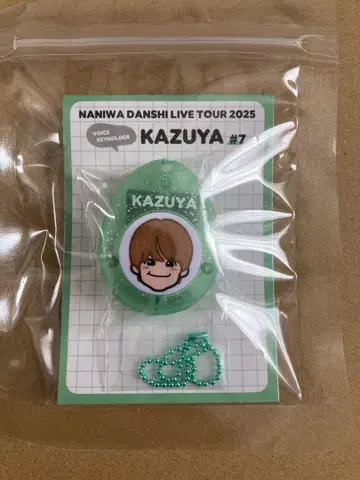 NANIWA DANSHI LIVE TOUR 2025
VOICE
KEYHOLDER
KAZUYA #7
KAZUYA